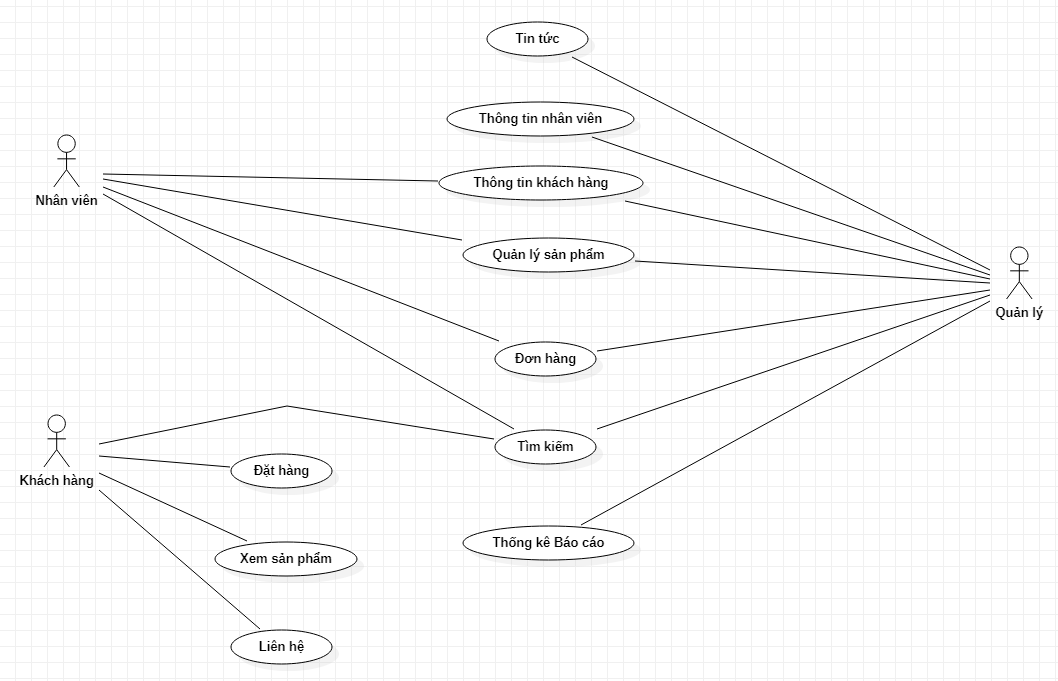 Tin tức
Thông tin nhân viên
Nhân viên
Thông tin khách hàng
Quản lý sản phẩm
Quản lý
Đơn hàng
Khách hàng
Tìm kiếm
Đặt hàng
Thống kê Báo cáo
Xem sản phẩm
Liên hệ